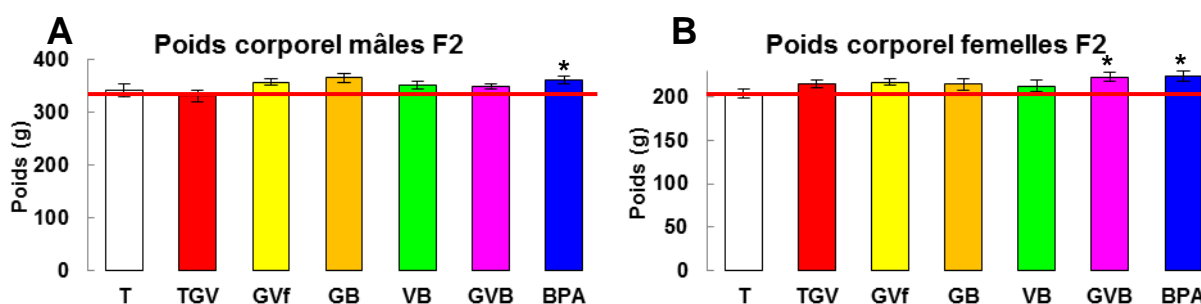 A
Poids corporel mâles F2
Poids (g)
400
300
200
100
0
*
T TGV GVf GB VB GVB BPA
B
Poids corporel femelles F2
Poids (g)
200
150
100
50
0
* *
T TGV GVf GB VB GVB BPA